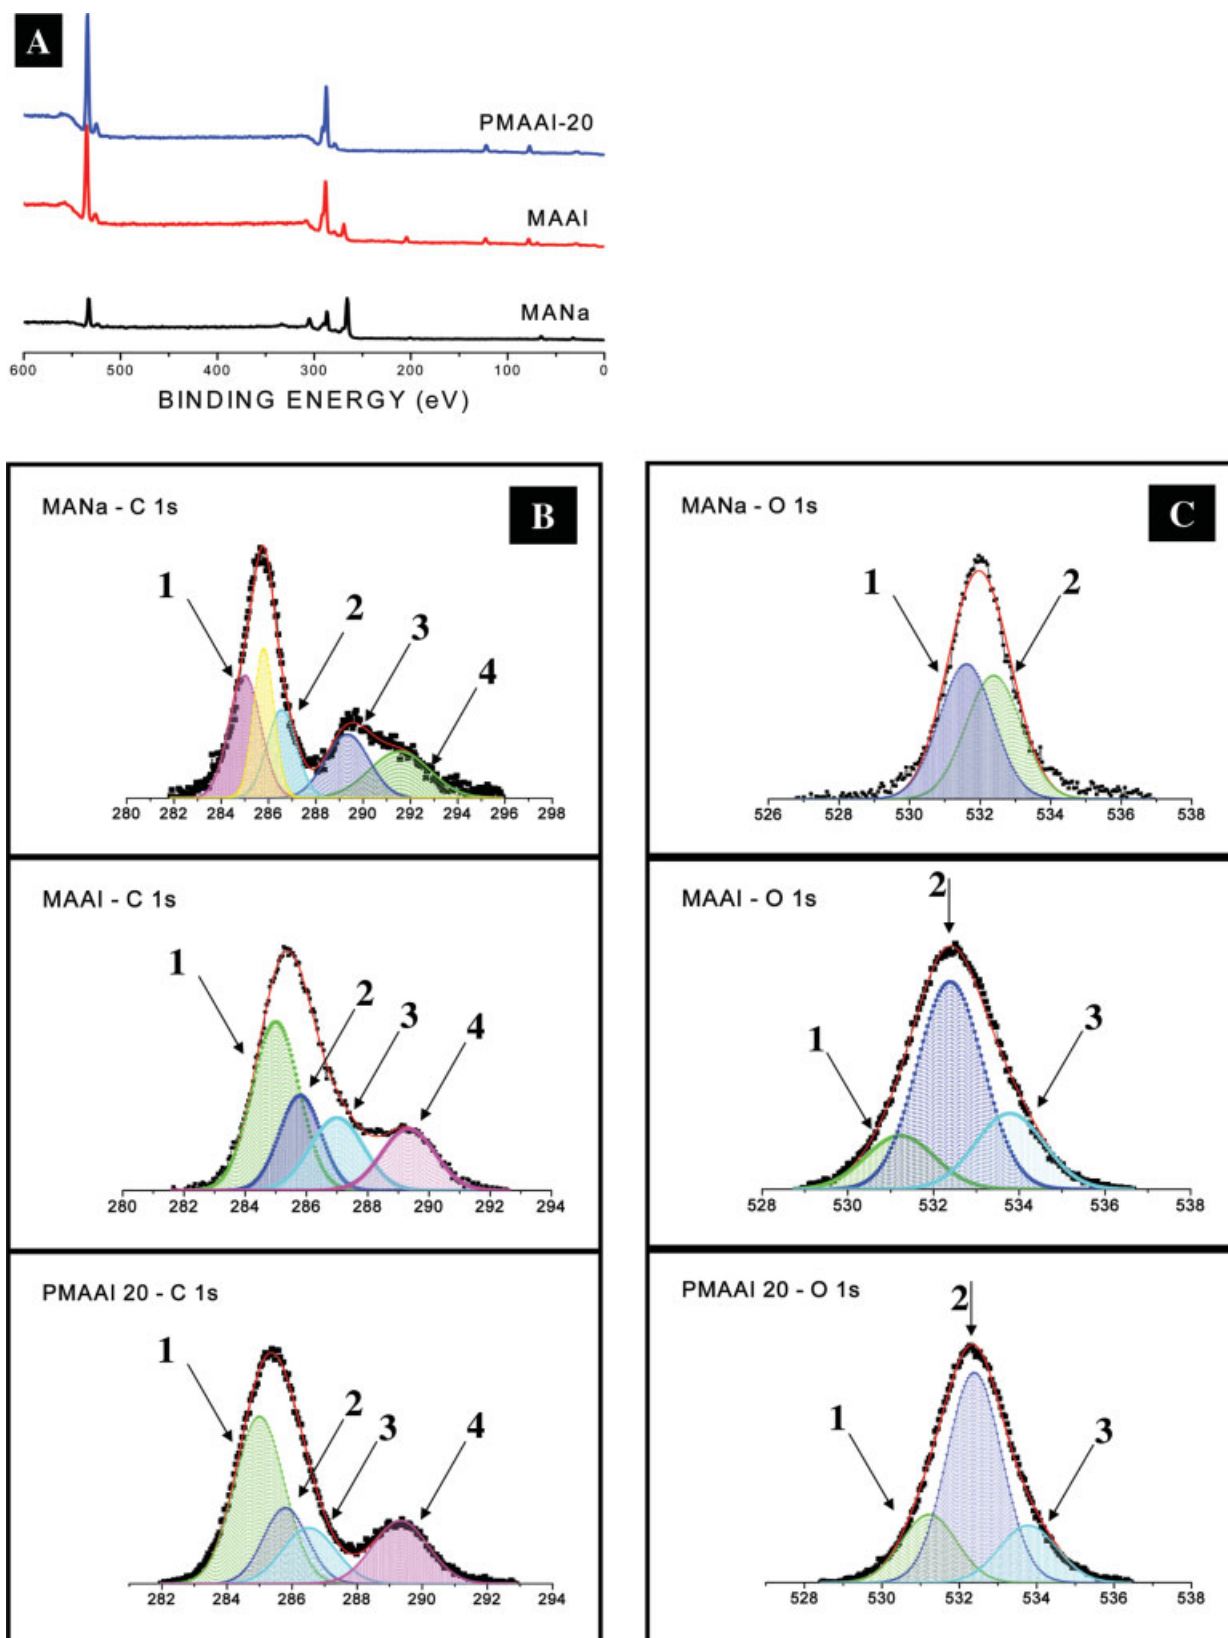 A
PMAAI-20
MAAI
MANa
600 500 400 300 200 100 0
BINDING ENERGY (eV)
MANa - C 1s
B
1
2
3
4
280 282 284 286 288 290 292 294 296 298
MANa - O 1s
C
1
2
526 528 530 532 534 536 538
MAAI - C 1s
1
2
3
4
280 282 284 286 288 290 292 294
MAAI - O 1s
2
1
3
528 530 532 534 536 538
PMAAI 20 - C 1s
1
2
3
4
282 284 286 288 290 292 294
PMAAI 20 - O 1s
2
1
3
528 530 532 534 536 538